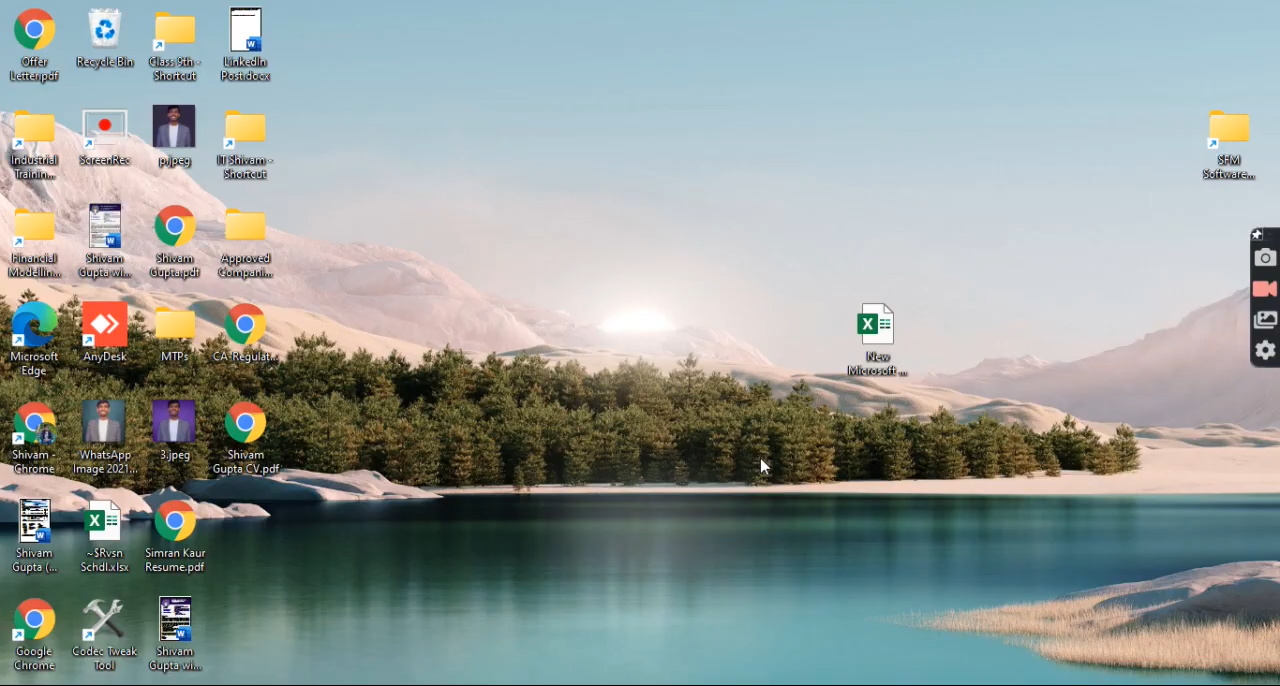 Offer
Letter.pdf
Recycle Bin
Class 9th -
Shortcut
LinkedIn
Post.docx
Industrial
Trainin...
ScreenRec
p.jpeg
IT Shivam -
Shortcut
SFM
Software...
Financial
Modellin...
Shivam
Gupta wi...
Shivam
Gupta.pdf
Approved
Compani...
Microsoft
Edge
AnyDesk
MTPs
CA-Regulat...
New
Microsoft ...
Shivam -
Chrome
WhatsApp
Image 2021...
3.jpeg
Shivam
Gupta CV.pdf
Shivam
Gupta (...
~$Rvsn
Schdl.xlsx
Simran Kaur
Resume.pdf
Google
Chrome
Codec Tweak
Tool
Shivam
Gupta wi...